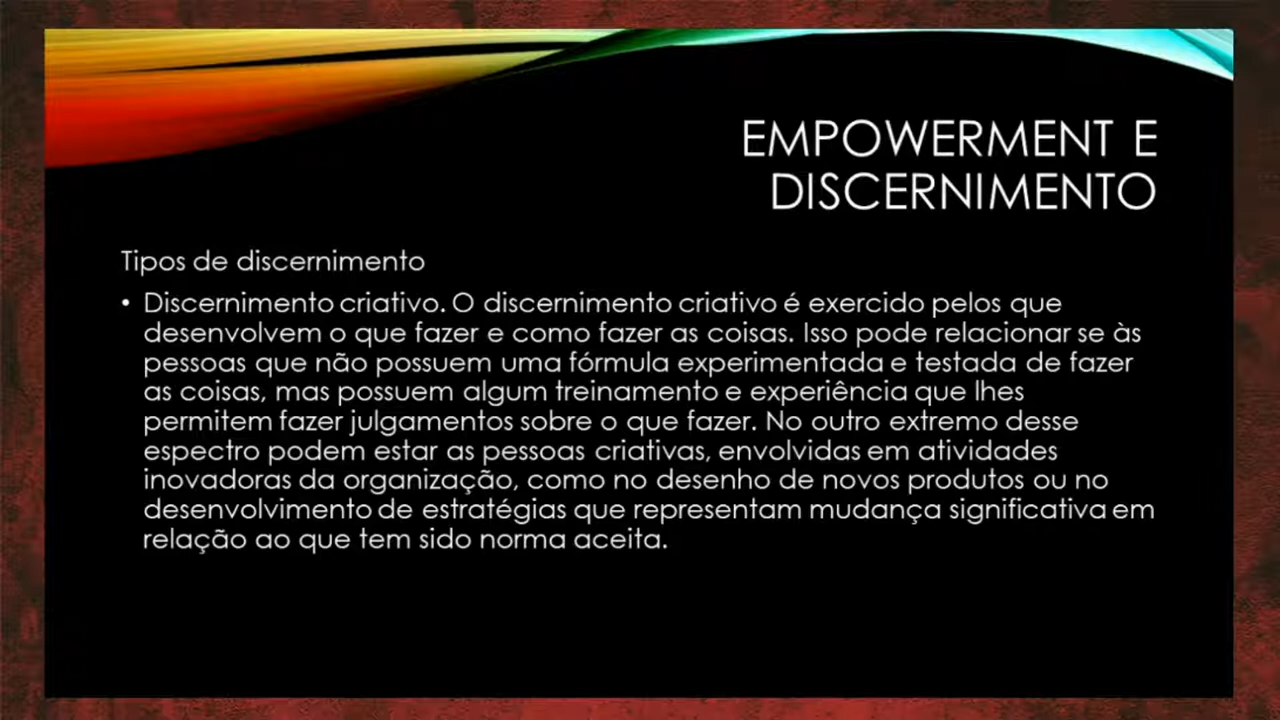 EMPOWERMENT E
DISCERNIMENTO
Tipos de discernimento
• Discernimento criativo. O discernimento criativo é exercido pelos que
desenvolvem o que fazer e como fazer as coisas. Isso pode relacionar se às
pessoas que não possuem uma fórmula experimentada e testada de fazer
as coisas, mas possuem algum treinamento e experiência que lhes
permitem fazer julgamentos sobre o que fazer. No outro extremo desse
espectro podem estar as pessoas criativas, envolvidas em atividades
inovadoras da organização, como no desenho de novos produtos ou no
desenvolvimento de estratégias que representam mudança significativa em
relação ao que tem sido norma aceita.